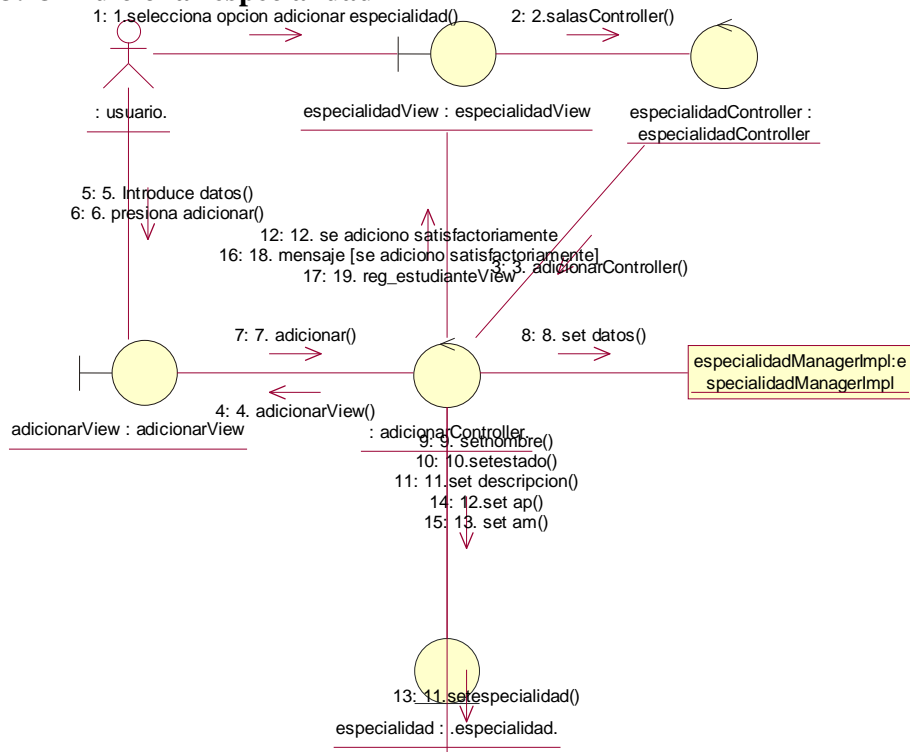 1: 1.selecciona opcion adicionar especialidad()
2: 2.salasController()
: usuario.
especialidadView : especialidadView
especialidadController :
especialidadController
5: 5. Introduce datos()
6: 6. presiona adicionar()
12: 12. se adiciono satisfactoriamente
16: 18. mensaje [se adiciono satisfactoriamente]
17: 19. reg_estudianteView
3: 3. adicionarController()
7: 7. adicionar()
8: 8. set datos()
especialidadManagerImpl:e
specialidadManagerImpl
4: 4. adicionarView()
adicionarView : adicionarView
: adicionarController.
9: 9. setnombre()
10: 10.setestado()
11: 11.set descripcion()
14: 12.set ap()
15: 13. set am()
13: 11.setespecialidad()
especialidad : .especialidad.